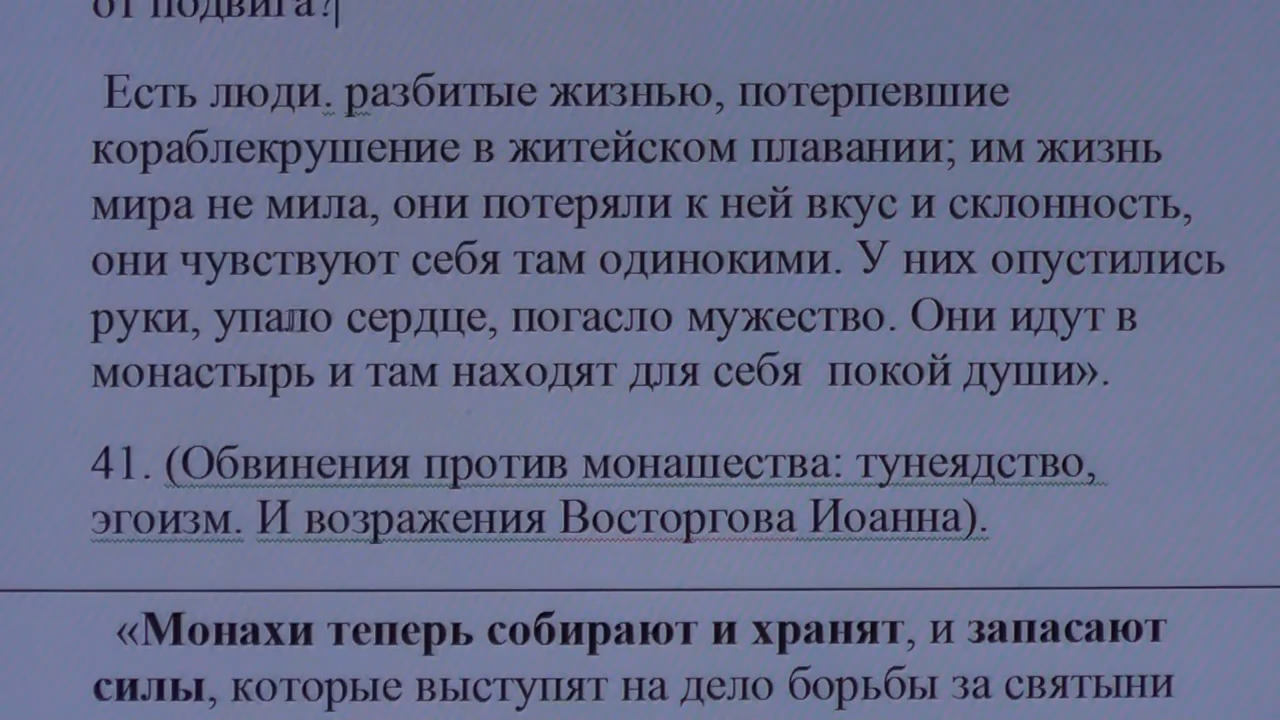 от подвига?
Есть люди. разбитые жизнью, потерпевшие
кораблекрушение в житейском плавании; им жизнь
мира не мила, они потеряли к ней вкус и склонность,
они чувствуют себя там одинокими. У них опустились
руки, упало сердце, погасло мужество. Они идут в
монастырь и там находят для себя  покой души».
41. (Обвинения против монашества: тунеядство,
эгоизм. И возражения Восторгова Иоанна).
«Монахи теперь собирают и хранят, и запасают
силы, которые выступят на дело борьбы за святыни